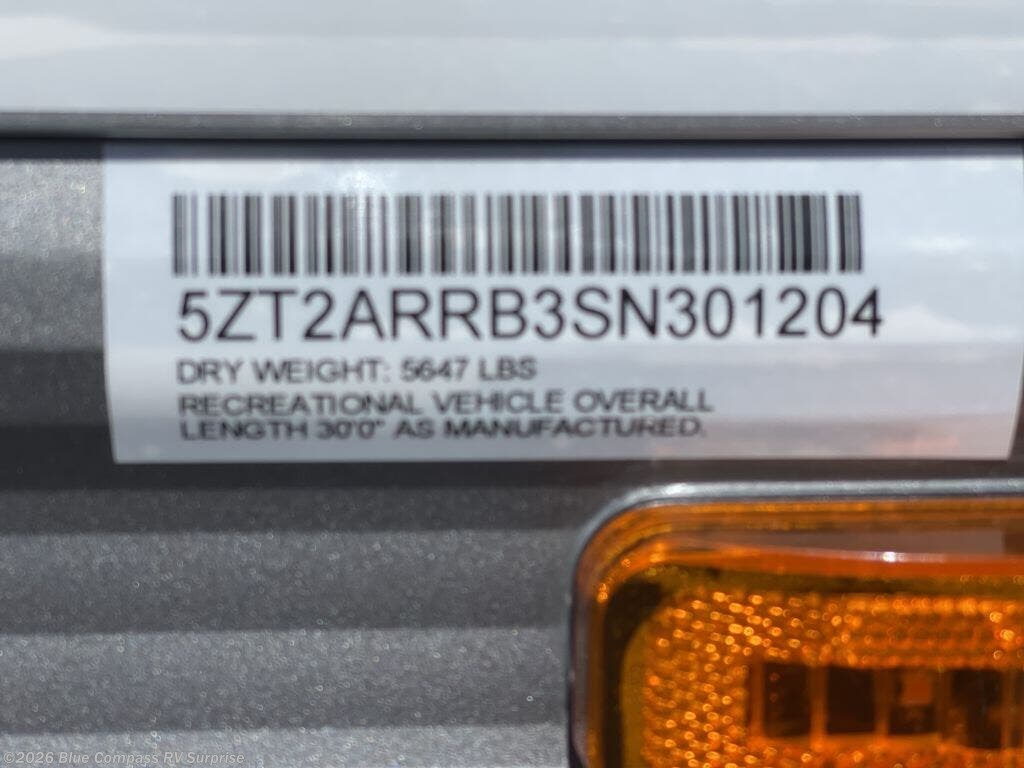 5ZT2ARRB3SN301204
DRY WEIGHT: 5647 LBS
RECREATIONAL VEHICLE OVERALL
LENGTH 30'0" AS MANUFACTURED.
©2026 Blue Compass RV Surprise